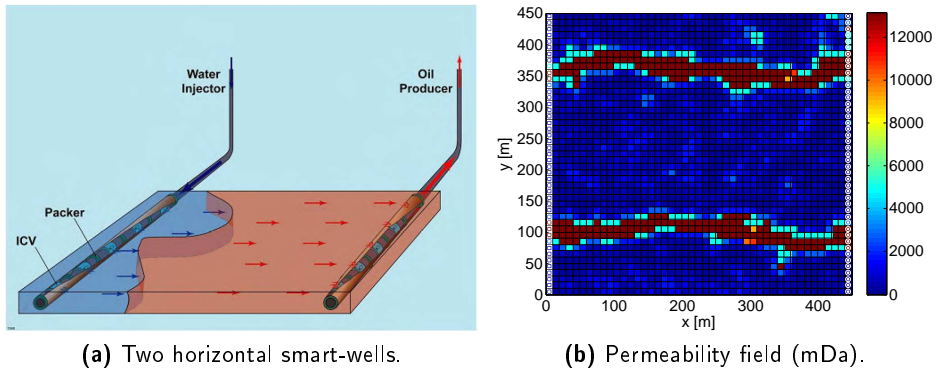 Water
Injector
Oil
Producer
Packer
ICV
(a) Two horizontal smart-wells.
450
400
350
300
250
200
150
100
50
0
y [m]
0 100 200 300 400
x [m]
12000
10000
8000
6000
4000
2000
0
(b) Permeability field (mDa).